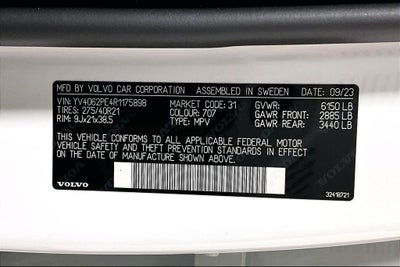 MFD BY VOLVO CAR CORPORATION ASSEMBLED IN SWEDEN 09/23
VIN: YV4062PE4R1175898 MARKET CODE: 31 GVWR: 6150 LB
TIRES: 275/40R21 COLOUR: 707 GAWR FRONT: 2885 LB
RIM: 9Jx21x38.5 TYPE: MPV GAWR REAR: 3440 LB
THIS VEHICLE CONFORMS TO ALL APPLICABLE FEDERAL MOTOR
VEHICLE SAFETY AND THEFT PREVENTION STANDARDS IN EFFECT
ON THE DATE OF MANUFACTURE SHOWN ABOVE.
VOLVO
32418721